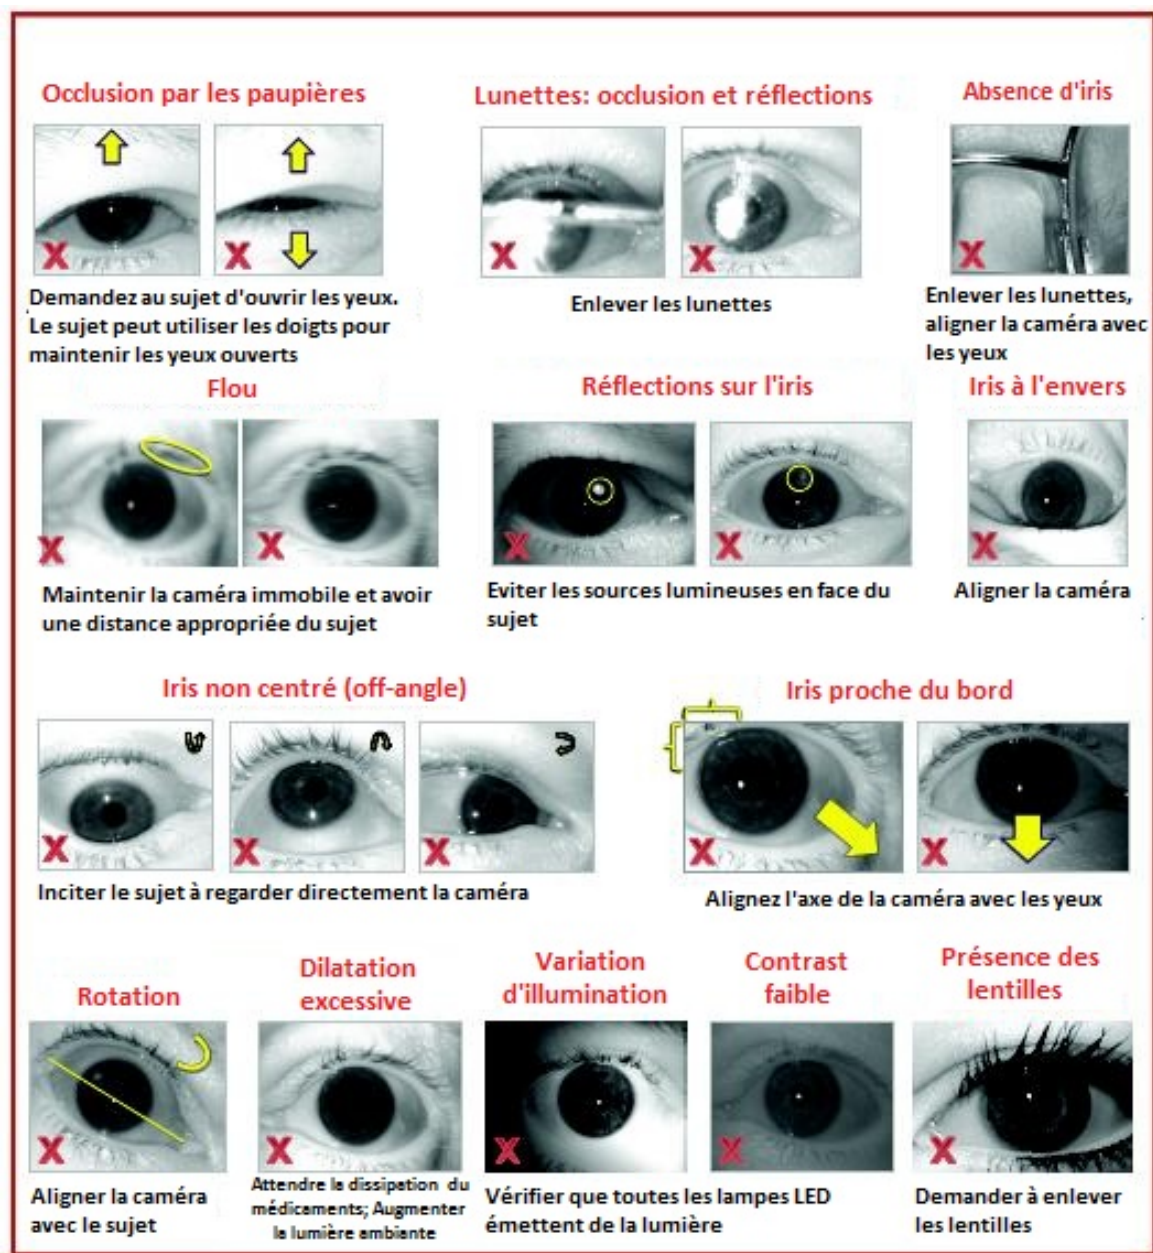 Occlusion par les paupières
Lunettes: occlusion et réflections
Absence d'iris
X
X
X
X
X
Demandez au sujet d'ouvrir les yeux.
Le sujet peut utiliser les doigts pour
maintenir les yeux ouverts
Enlever les lunettes
Enlever les lunettes,
aligner la caméra avec
les yeux
Flou
Réflections sur l'iris
Iris à l'envers
X
X
X
X
X
Maintenir la caméra immobile et avoir
une distance appropriée du sujet
Eviter les sources lumineuses en face du
sujet
Aligner la caméra
Iris non centré (off-angle)
Iris proche du bord
X
X
X
X
X
Inciter le sujet à regarder directement la caméra
Alignez l'axe de la caméra avec les yeux
Rotation
Dilatation
excessive
Variation
d'illumination
Contrast
faible
Présence des
lentilles
X
X
X
X
X
Aligner la caméra
avec le sujet
Attendre la dissipation du
médicaments; Augmenter
la lumière ambiante
Vérifier que toutes les lampes LED
émettent de la lumière
Demander à enlever
les lentilles